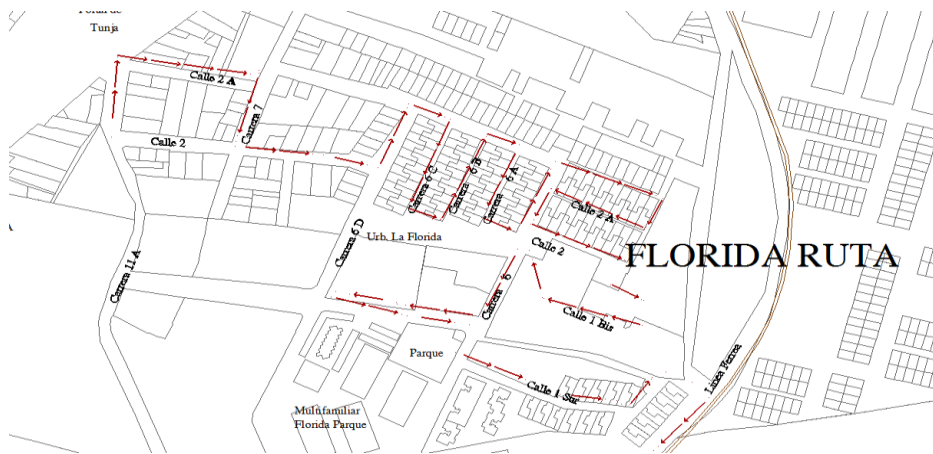 Tunja
Calle 2 A
Carrera 7
Calle 2
Carrera 6 C
Carrera 6 B
Carrera 6 A
Calle 2 A
Carrera 6 D
Urb. La Florida
Calle 2
FLORIDA RUTA
Carrera 11 A
Carrera 6
Calle 1 Bis
Parque
Linea Ferrea
Calle 1 Sur
Multifamiliar
Florida Parque